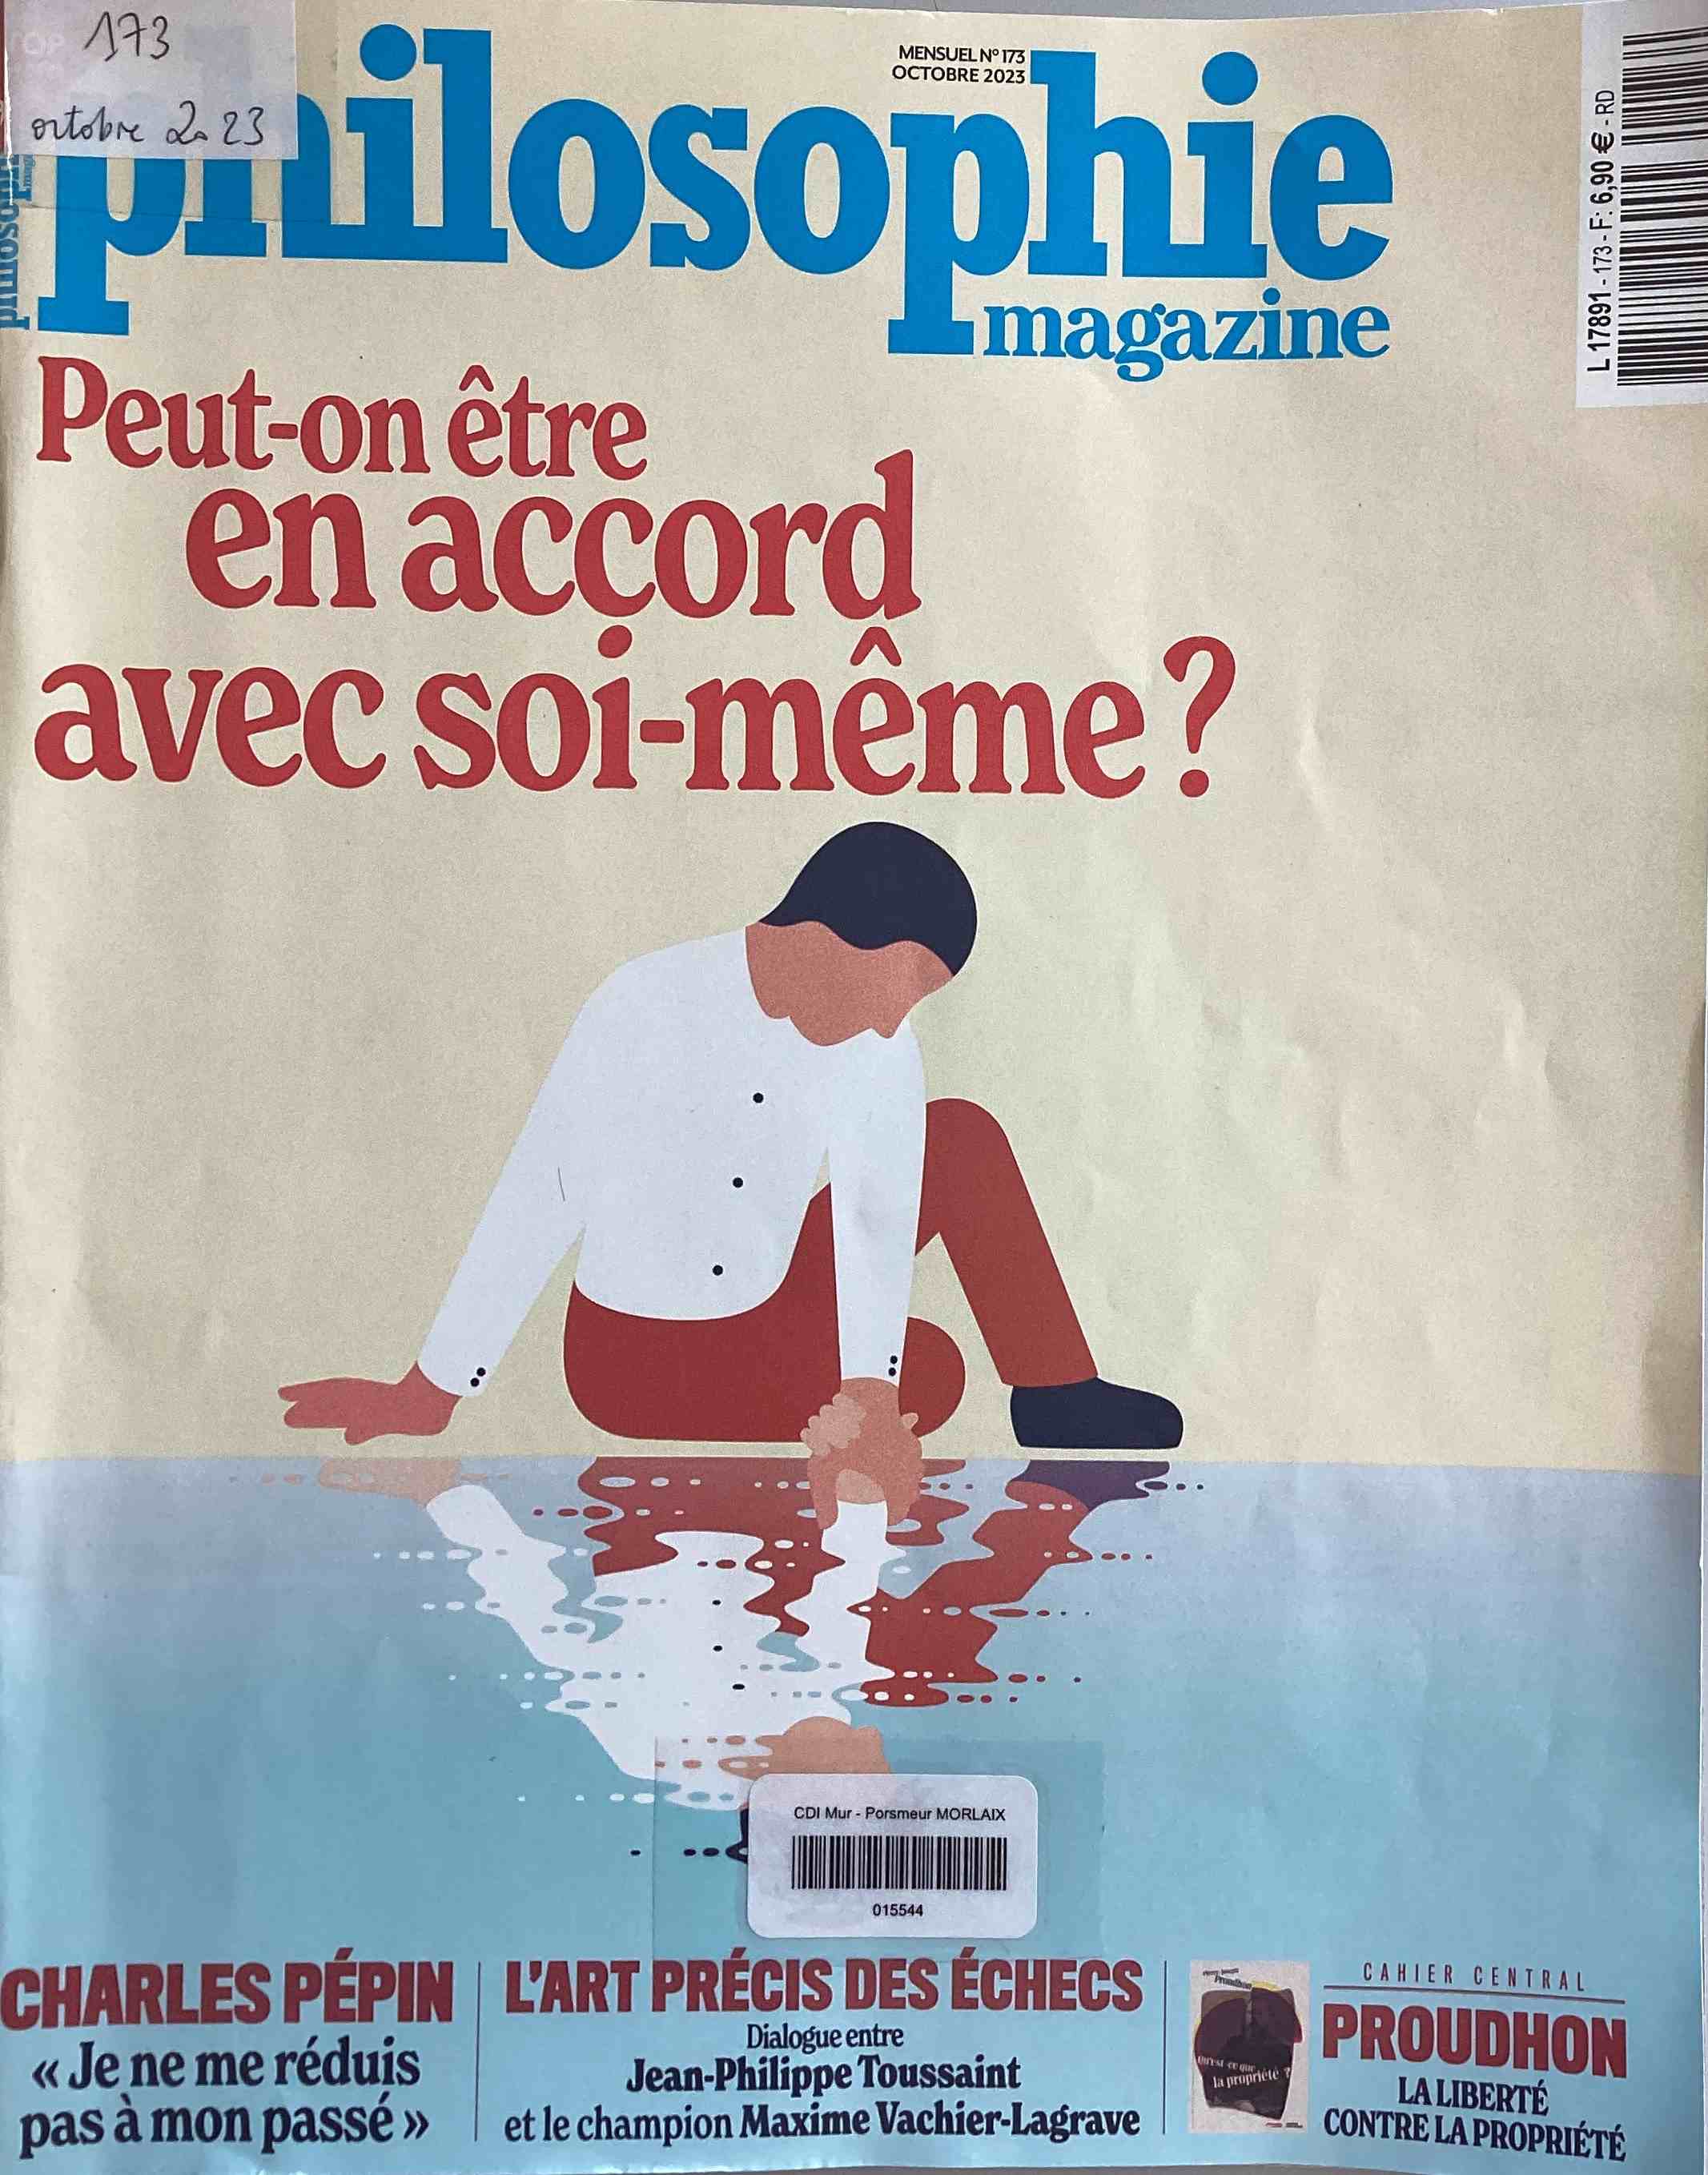 173
octobre 2023
MENSUEL N° 173
OCTOBRE 2023
philosophie
magazine
L 17891 - 173 - F: 6,90 € - RD
Peut-on être
en accord
avec soi-même ?
CDI Mur - Porsmeur MORLAIX
015544
CHARLES PÉPIN
« Je ne me réduis
pas à mon passé »
L'ART PRÉCIS DES ÉCHECS
Dialogue entre
Jean-Philippe Toussaint
et le champion Maxime Vachier-Lagrave
Proudhon
Qu'est-ce que
la propriété ?
CAHIER CENTRAL
PROUDHON
LA LIBERTÉ
CONTRE LA PROPRIÉTÉ